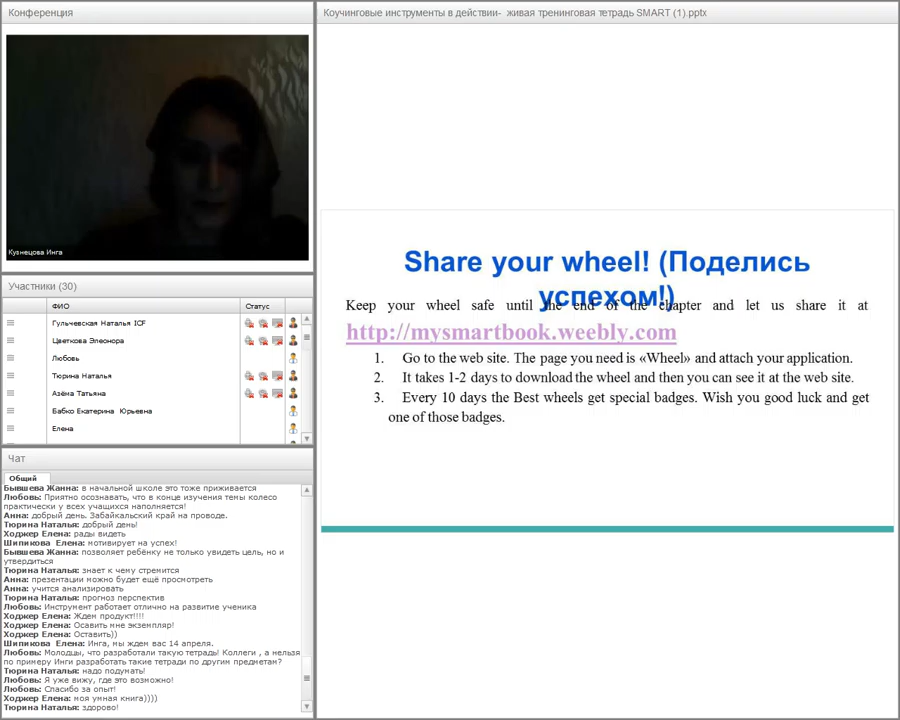 Конференция
Кузнецова Инга
Участники (30)
ФИО
Статус
Гульчевская Наталья ICF
Цветкова Элеонора
Любовь
Тюрина Наталья
Азёма Татьяна
Бабко Екатерина Юрьевна
Елена
Чат
Общий
Бывшева Жанна: в начальной школе это тоже приживается
Любовь: Приятно осознавать, что в конце изучения темы колесо
практически у всех учащихся наполняется!
Анна: добрый день. Забайкальский край на проводе.
Тюрина Наталья: добрый день!
Ходжер Елена: рады видеть
Шипикова Елена: мотивирует на успех!
Бывшева Жанна: позволяет ребёнку не только увидеть цель, но и
утвердиться
Тюрина Наталья: знает к чему стремится
Анна: презентации можно будет ещё просмотреть
Анна: учится анализировать
Тюрина Наталья: прогноз перспектив
Любовь: Инструмент работает отлично на развитие ученика
Ходжер Елена: Ждем продукт!!!!
Ходжер Елена: Осавить мне экземпляр!
Ходжер Елена: Оставить))
Шипикова Елена: Инга, мы ждем вас 14 апреля.
Любовь: Молодцы, что разработали такую тетрадь! Коллеги , а нельзя
по примеру Инги разработать такие тетради по другим предметам?
Тюрина Наталья: надо подумать!
Любовь: Я уже вижу, где это возможно!
Любовь: Спасибо за опыт!
Ходжер Елена: моя умная книга))))
Тюрина Наталья: здорово!
Коучинговые инструменты в действии- живая тренинговая тетрадь SMART (1).pptx
Share your wheel! (Поделись
успехом!)
Keep your wheel safe until the end of the chapter and let us share it at
http://mysmartbook.weebly.com
1. Go to the web site. The page you need is «Wheel» and attach your application.
2. It takes 1-2 days to download the wheel and then you can see it at the web site.
3. Every 10 days the Best wheels get special badges. Wish you good luck and get
one of those badges.